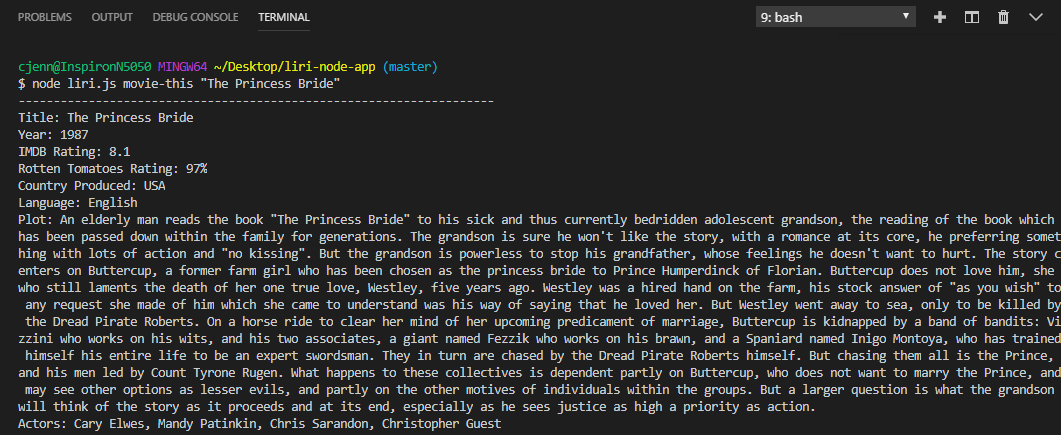 PROBLEMS OUTPUT DEBUG CONSOLE TERMINAL 9: bash
cjenn@InspironN5050 MINGW64 ~/Desktop/liri-node-app (master)
$ node liri.js movie-this "The Princess Bride"
--------------------------------------------------------------------
Title: The Princess Bride
Year: 1987
IMDB Rating: 8.1
Rotten Tomatoes Rating: 97%
Country Produced: USA
Language: English
Plot: An elderly man reads the book "The Princess Bride" to his sick and thus currently bedridden adolescent grandson, the reading of the book which
has been passed down within the family for generations. The grandson is sure he won't like the story, with a romance at its core, he preferring somet
hing with lots of action and "no kissing". But the grandson is powerless to stop his grandfather, whose feelings he doesn't want to hurt. The story c
enters on Buttercup, a former farm girl who has been chosen as the princess bride to Prince Humperdinck of Florian. Buttercup does not love him, she
who still laments the death of her one true love, Westley, five years ago. Westley was a hired hand on the farm, his stock answer of "as you wish" to
any request she made of him which she came to understand was his way of saying that he loved her. But Westley went away to sea, only to be killed by
the Dread Pirate Roberts. On a horse ride to clear her mind of her upcoming predicament of marriage, Buttercup is kidnapped by a band of bandits: Vi
zzini who works on his wits, and his two associates, a giant named Fezzik who works on his brawn, and a Spaniard named Inigo Montoya, who has trained
himself his entire life to be an expert swordsman. They in turn are chased by the Dread Pirate Roberts himself. But chasing them all is the Prince,
and his men led by Count Tyrone Rugen. What happens to these collectives is dependent partly on Buttercup, who does not want to marry the Prince, and
may see other options as lesser evils, and partly on the other motives of individuals within the groups. But a larger question is what the grandson
will think of the story as it proceeds and at its end, especially as he sees justice as high a priority as action.
Actors: Cary Elwes, Mandy Patinkin, Chris Sarandon, Christopher Guest